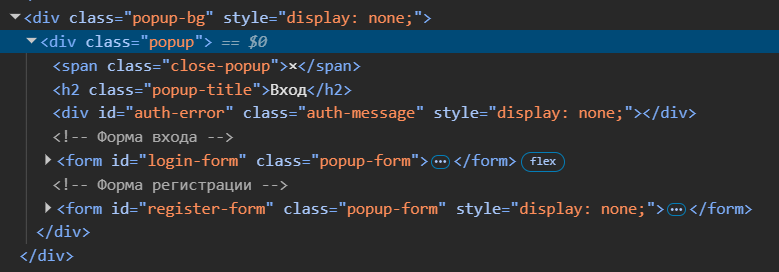 <div class="popup-bg" style="display: none;">
<div class="popup"> == $0
<span class="close-popup">×</span>
<h2 class="popup-title">Вход</h2>
<div id="auth-error" class="auth-message" style="display: none;"></div>
<!-- Форма входа -->
<form id="login-form" class="popup-form">…</form> flex
<!-- Форма регистрации -->
<form id="register-form" class="popup-form" style="display: none;">…</form>
</div>
</div>